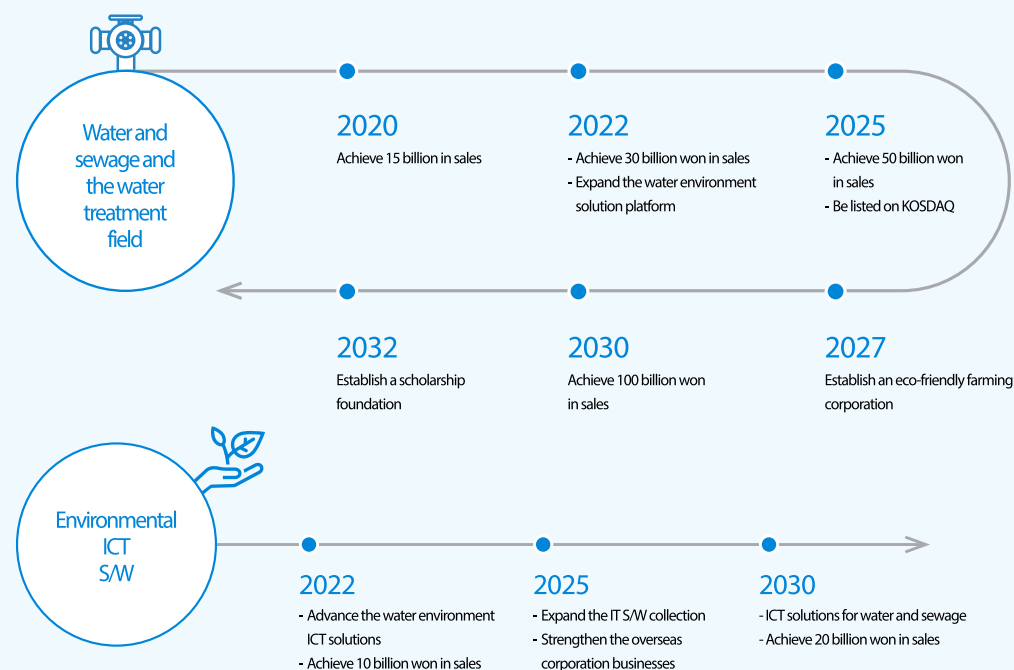 Water and
sewage and
the water
treatment
field
2020
Achieve 15 billion in sales
2022
- Achieve 30 billion won in sales
- Expand the water environment
solution platform
2025
- Achieve 50 billion won
in sales
- Be listed on KOSDAQ
2027
Establish an eco-friendly farming
corporation
2030
Achieve 100 billion won
in sales
2032
Establish a scholarship
foundation
Environmental
ICT
S/W
2022
- Advance the water environment
ICT solutions
- Achieve 10 billion won in sales
2025
- Expand the IT S/W collection
- Strengthen the overseas
corporation businesses
2030
- ICT solutions for water and sewage
- Achieve 20 billion won in sales